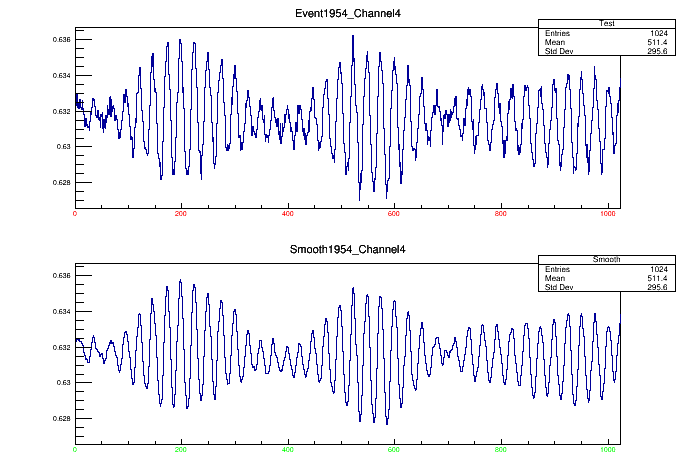 Event1954_Channel4
Test
Entries 1024
Mean 511.4
Std Dev 295.6
0.636
0.634
0.632
0.63
0.628
0 200 400 600 800 1000
Smooth1954_Channel4
Smooth
Entries 1024
Mean 511.4
Std Dev 295.6
0.636
0.634
0.632
0.63
0.628
0 200 400 600 800 1000